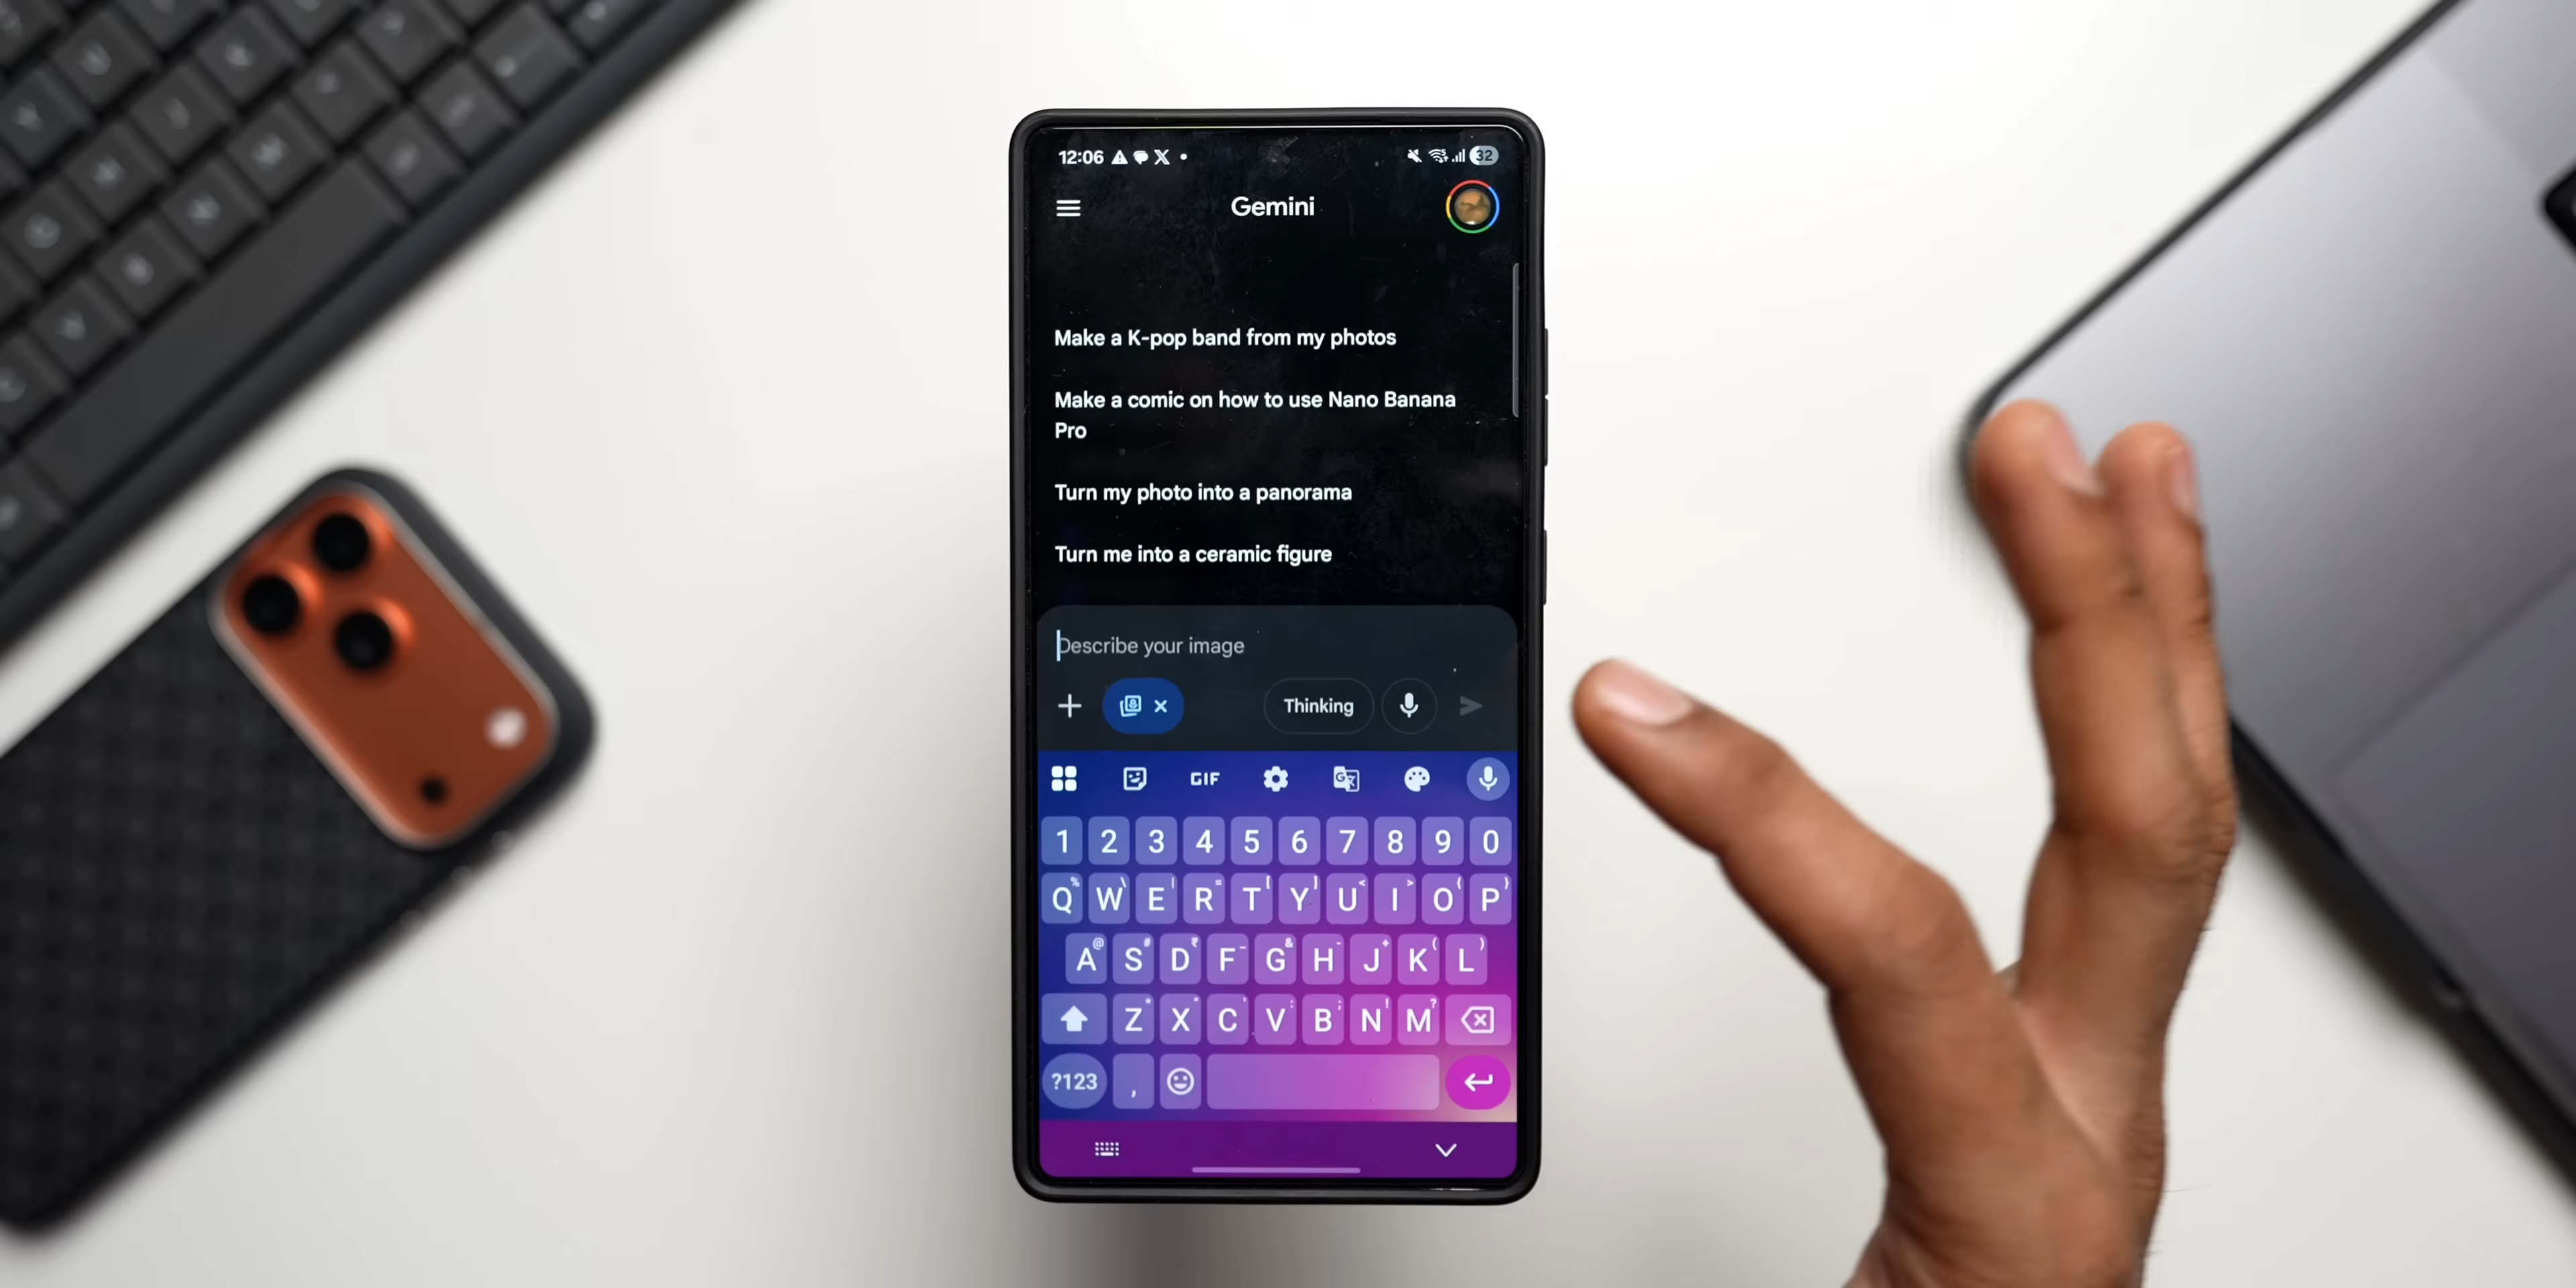 12:06 X 32
Gemini
Make a K-pop band from my photos
Make a comic on how to use Nano Banana
Pro
Turn my photo into a panorama
Turn me into a ceramic figure
Describe your image
Thinking
GIF
1 2 3 4 5 6 7 8 9 0
Q W E R T Y U I O P
A S D F G H J K L
Z X C V B N M
?123 ,